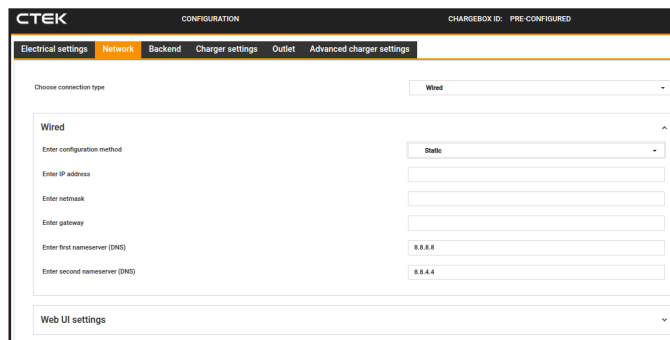 CTEK CONFIGURATION CHARGEBOX ID: PRE-CONFIGURED
Electrical settings Network Backend Charger settings Outlet Advanced charger settings
Choose connection type Wired
Wired
Enter configuration method Static
Enter IP address
Enter netmask
Enter gateway
Enter first nameserver (DNS) 8.8.8.8
Enter second nameserver (DNS) 8.8.4.4
Web UI settings